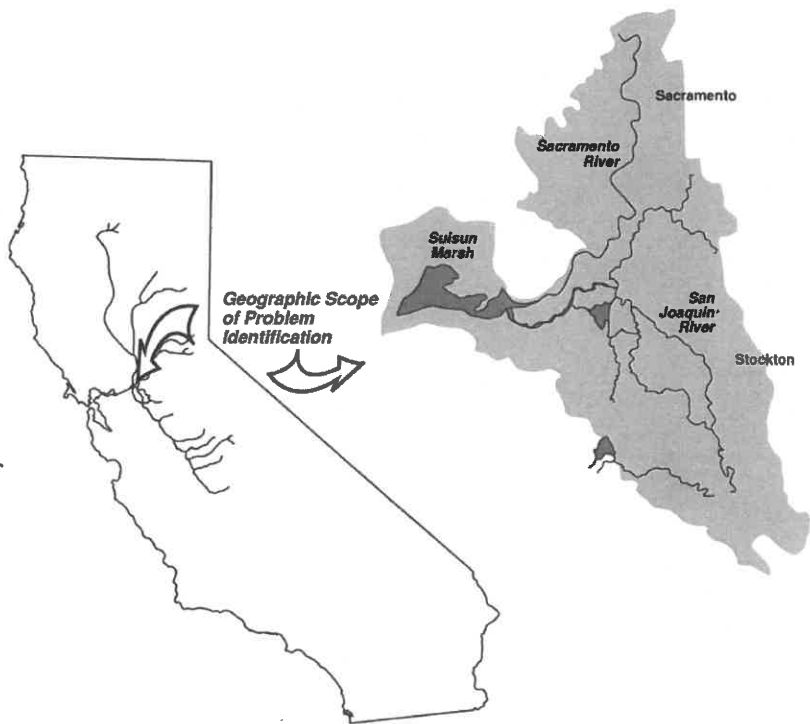 Sacramento
Sacramento
River
Suisun
Marsh
Geographic Scope
of Problem
Identification
San
Joaquin
River
Stockton